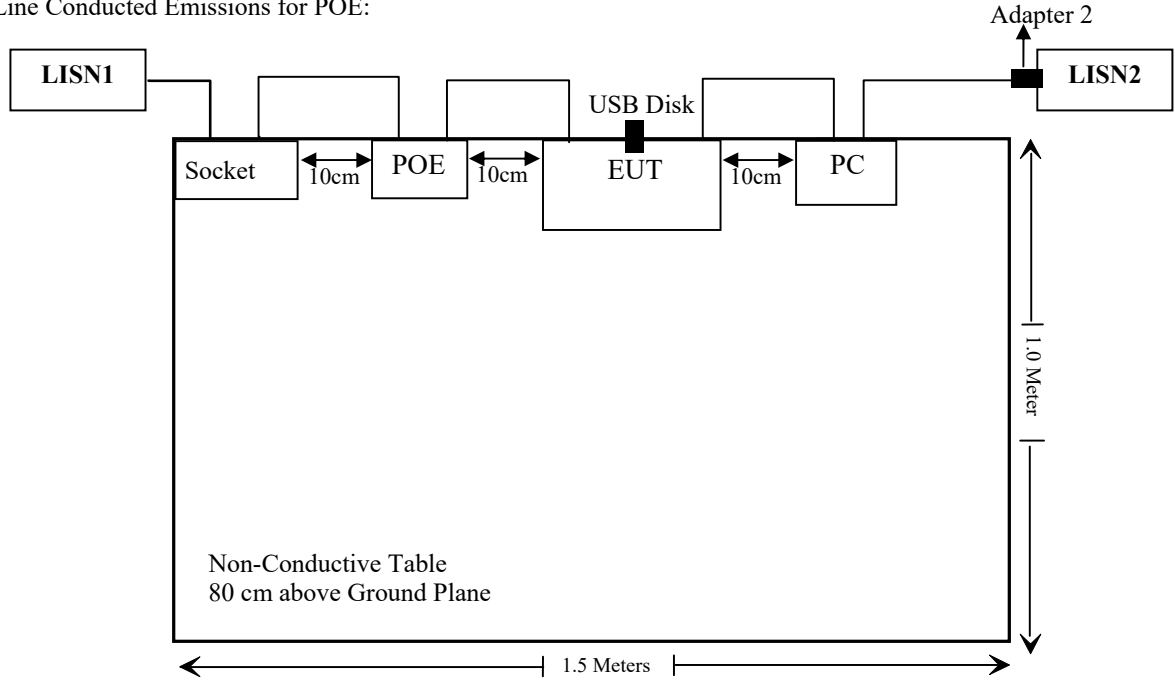 Line Conducted Emissions for POE:
Adapter 2
LISN1
LISN2
USB Disk
Socket
10cm
POE
10cm
EUT
10cm
PC
1.0 Meter
Non-Conductive Table
80 cm above Ground Plane
1.5 Meters